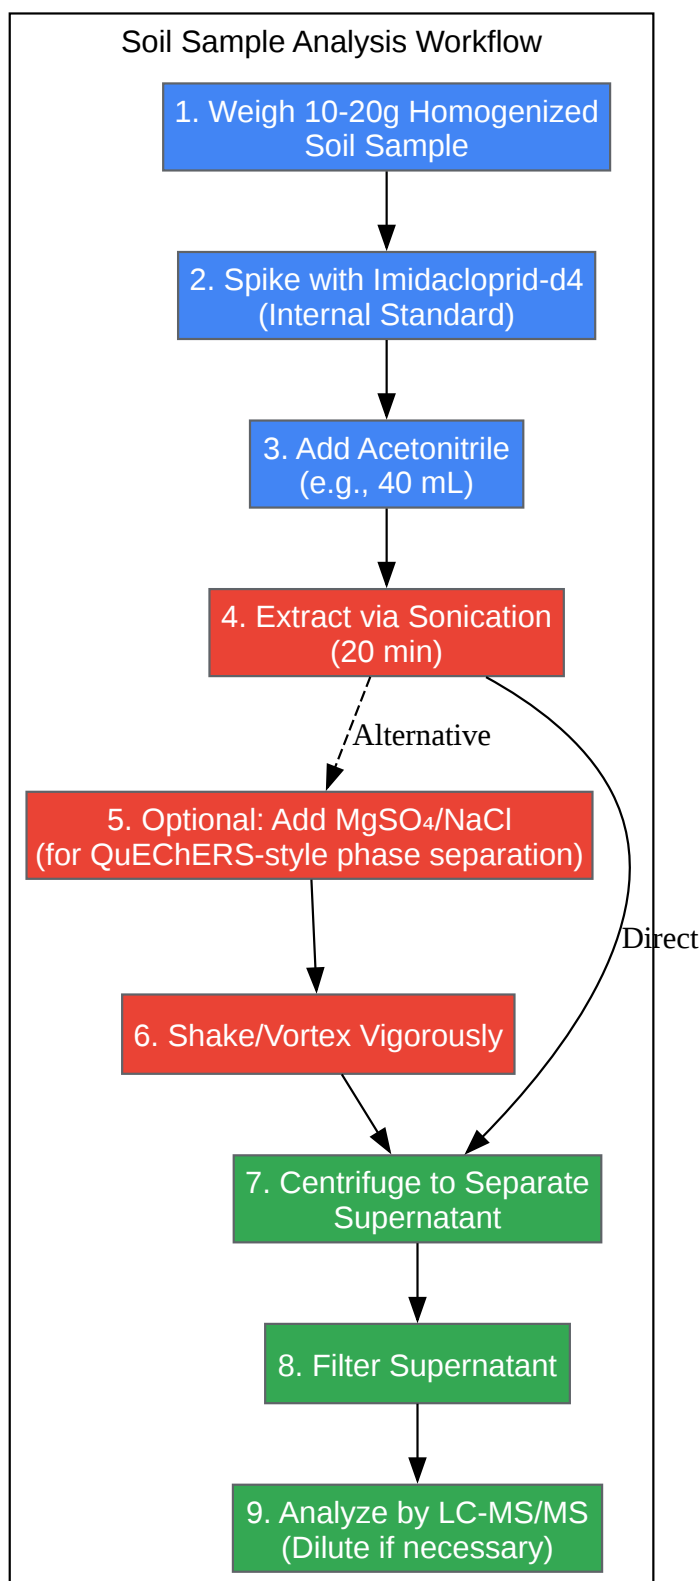 Soil Sample Analysis Workflow
1. Weigh 10-20g Homogenized
Soil Sample
2. Spike with Imidacloprid-d4
(Internal Standard)
3. Add Acetonitrile
(e.g., 40 mL)
4. Extract via Sonication
(20 min)
Alternative
5. Optional: Add MgSO₄/NaCl
(for QuEChERS-style phase separation)
Direct
6. Shake/Vortex Vigorously
7. Centrifuge to Separate
Supernatant
8. Filter Supernatant
9. Analyze by LC-MS/MS
(Dilute if necessary)